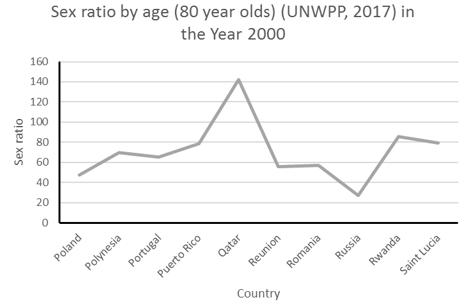 Sex ratio by age (80 year olds) (UNWPP, 2017) in
the Year 2000
160
140
120
100
80
60
40
20
0
Sex ratio
Poland
Polynesia
Portugal
Puerto Rico
Qatar
Reunion
Romania
Russia
Rwanda
Saint Lucia
Country